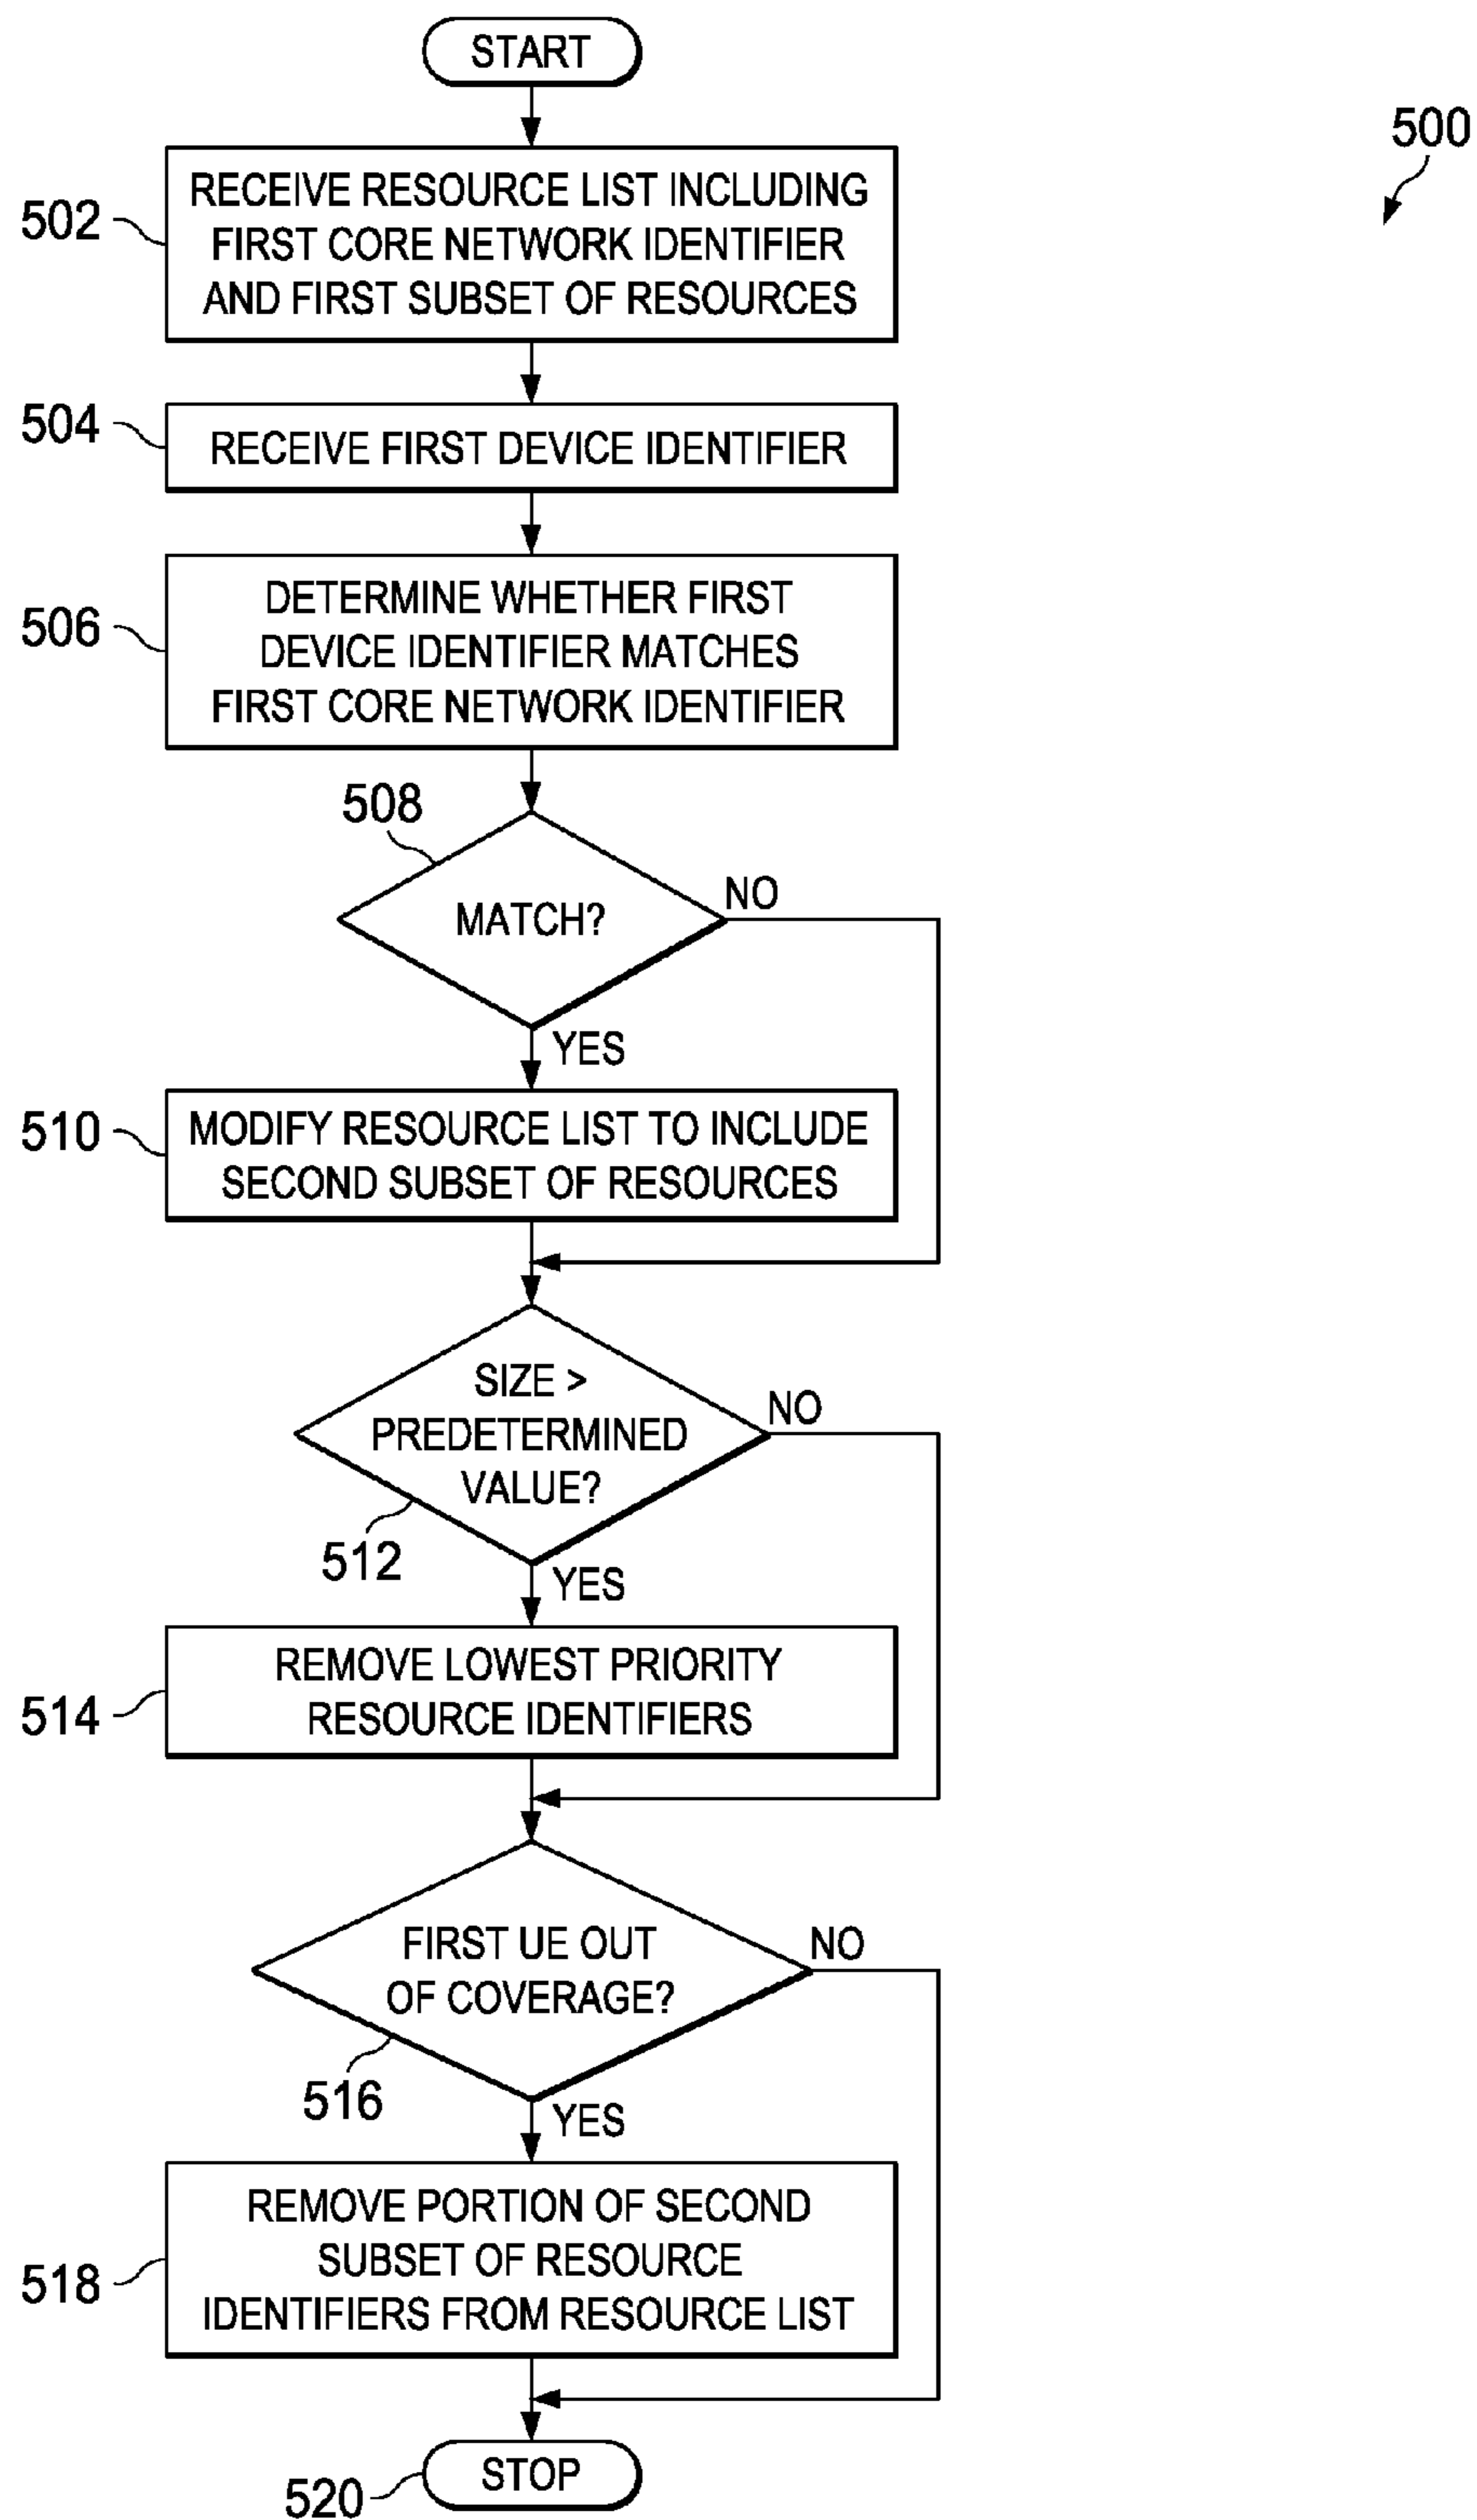 START
500
502
RECEIVE RESOURCE LIST INCLUDING
FIRST CORE NETWORK IDENTIFIER
AND FIRST SUBSET OF RESOURCES
504
RECEIVE FIRST DEVICE IDENTIFIER
506
DETERMINE WHETHER FIRST
DEVICE IDENTIFIER MATCHES
FIRST CORE NETWORK IDENTIFIER
508
MATCH?
NO
YES
510
MODIFY RESOURCE LIST TO INCLUDE
SECOND SUBSET OF RESOURCES
SIZE >
PREDETERMINED
VALUE?
NO
512
YES
514
REMOVE LOWEST PRIORITY
RESOURCE IDENTIFIERS
FIRST UE OUT
OF COVERAGE?
NO
516
YES
518
REMOVE PORTION OF SECOND
SUBSET OF RESOURCE
IDENTIFIERS FROM RESOURCE LIST
STOP
520